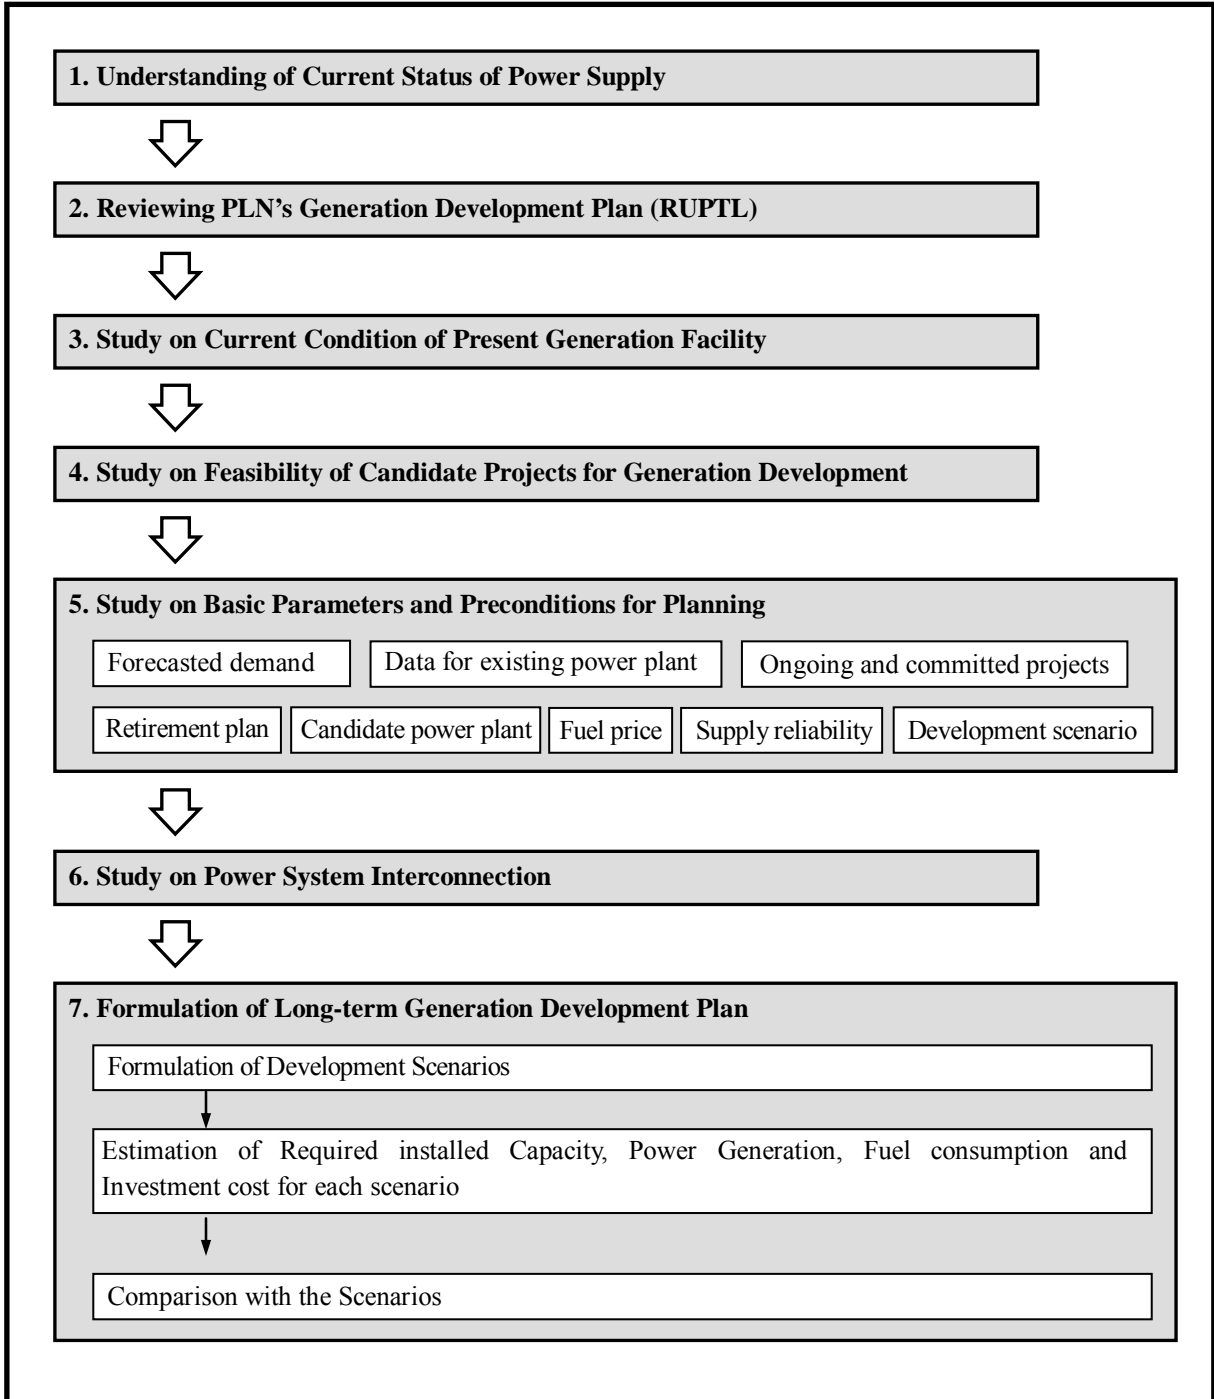 1. Understanding of Current Status of Power Supply
2. Reviewing PLN’s Generation Development Plan (RUPTL)
3. Study on Current Condition of Present Generation Facility
4. Study on Feasibility of Candidate Projects for Generation Development
5. Study on Basic Parameters and Preconditions for Planning
Forecasted demand
Data for existing power plant
Ongoing and committed projects
Retirement plan
Candidate power plant
Fuel price
Supply reliability
Development scenario
6. Study on Power System Interconnection
7. Formulation of Long-term Generation Development Plan
Formulation of Development Scenarios
Estimation of Required installed Capacity, Power Generation, Fuel consumption and
Investment cost for each scenario
Comparison with the Scenarios